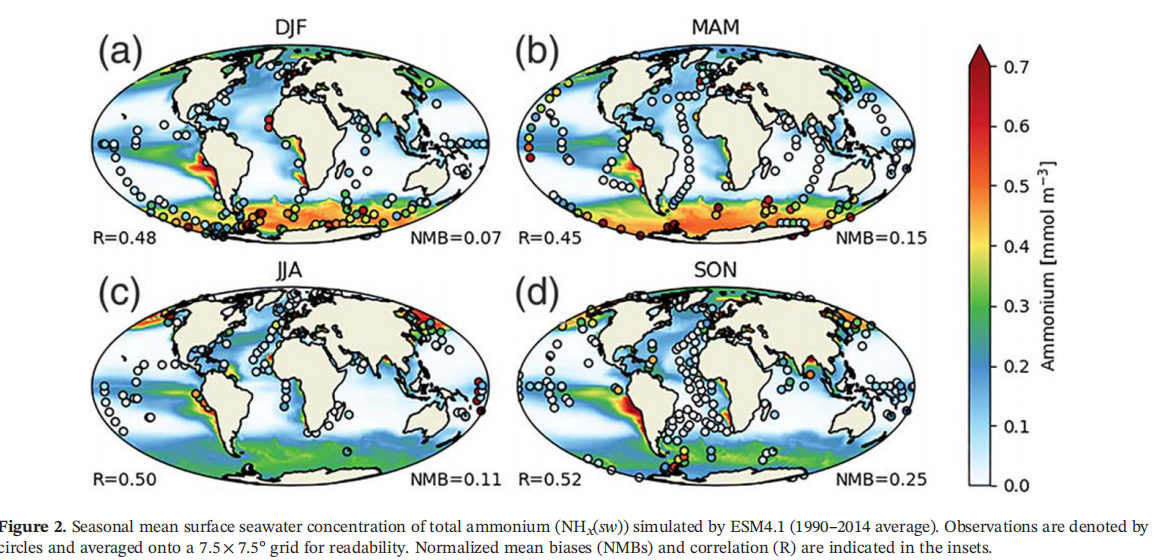 DJF
MAM
(a)
(b)
R=0.48
NMB=0.07
R=0.45
NMB=0.15
JJA
SON
(c)
(d)
R=0.50
NMB=0.11
R=0.52
NMB=0.25
0.7
0.6
0.5
0.4
0.3
0.2
0.1
0.0
Ammonium [mmol m⁻³]
Figure 2. Seasonal mean surface seawater concentration of total ammonium (NHₓ(sw)) simulated by ESM4.1 (1990–2014 average). Observations are denoted by
circles and averaged onto a 7.5 × 7.5° grid for readability. Normalized mean biases (NMBs) and correlation (R) are indicated in the insets.